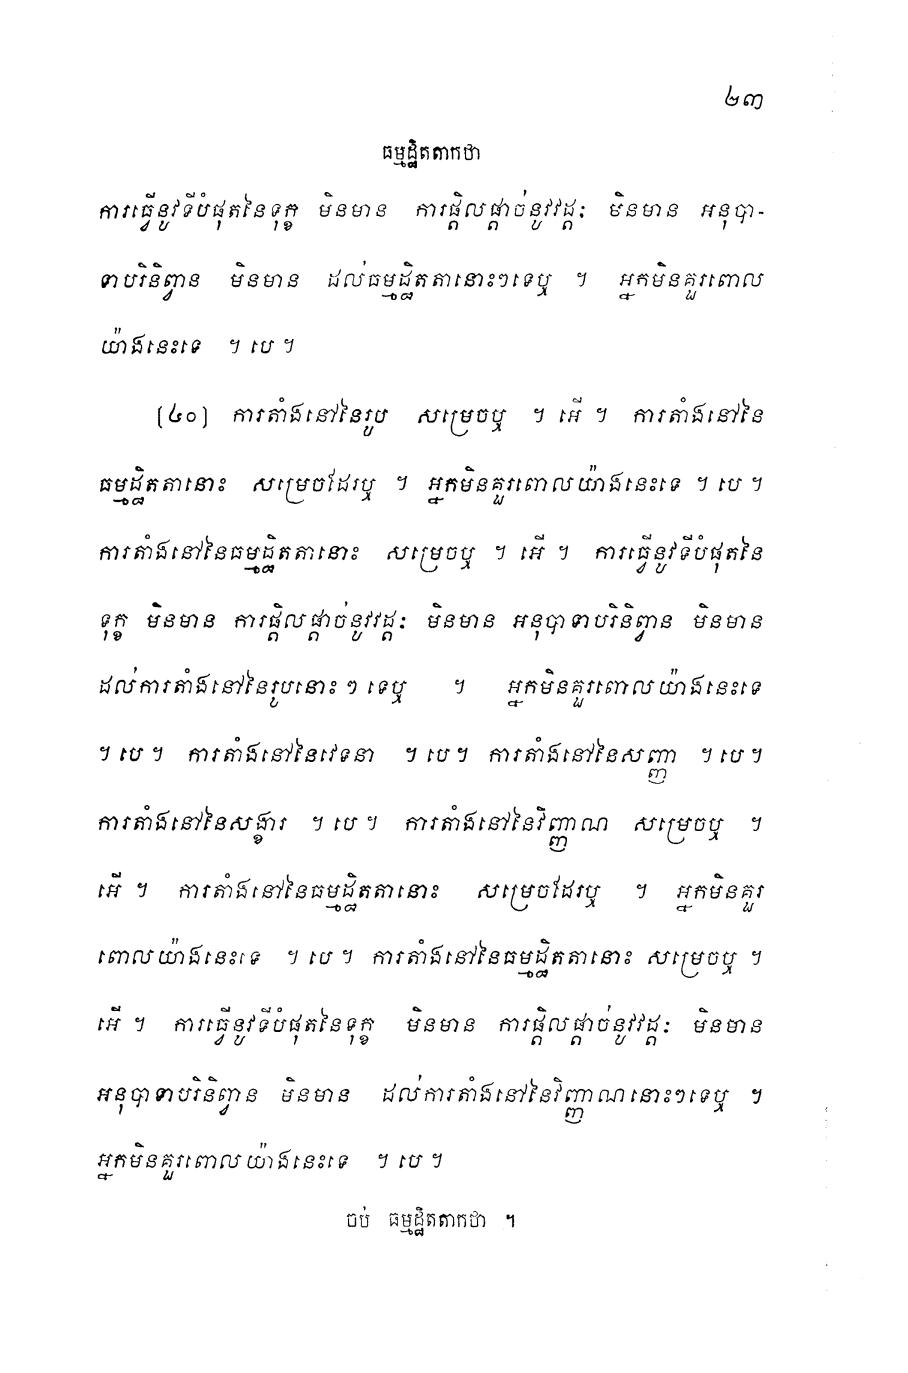 ២៣
ធម្មដ្ឋិតតាកថា
ការធ្វើនូវទីបំផុតនៃទុក្ខ មិនមាន ការផ្តិលផ្តាច់នូវវដ្តៈ មិនមាន អនុបា-
ទាបរិនិព្វាន មិនមាន ដល់ធម្មដ្ឋិតតានោះៗទេឬ ។ អ្នកមិនគួរពោល
យ៉ាងនេះទេ ។ បេ ។
(៤០) ការតាំងនៅនៃរូប សម្រេចឬ ។ អើ ។ ការតាំងនៅនៃ
ធម្មដ្ឋិតតានោះ សម្រេចដែរឬ ។ អ្នកមិនគួរពោលយ៉ាងនេះទេ ។ បេ ។
ការតាំងនៅនៃធម្មដ្ឋិតតានោះ សម្រេចឬ ។ អើ ។ ការធ្វើនូវទីបំផុតនៃ
ទុក្ខ មិនមាន ការផ្តិលផ្តាច់នូវវដ្តៈ មិនមាន អនុបាទាបរិនិព្វាន មិនមាន
ដល់ការតាំងនៅនៃរូបនោះ ៗ ទេឬ ។ អ្នកមិនគួរពោលយ៉ាងនេះទេ
។ បេ ។ ការតាំងនៅនៃវេទនា ។ បេ ។ ការតាំងនៅនៃសញ្ញា ។ បេ ។
ការតាំងនៅនៃសង្ខារ ។ បេ ។ ការតាំងនៅនៃវិញ្ញាណ សម្រេចឬ ។
អើ ។ ការតាំងនៅនៃធម្មដ្ឋិតតានោះ សម្រេចដែរឬ ។ អ្នកមិនគួរ
ពោលយ៉ាងនេះទេ ។ បេ ។ ការតាំងនៅនៃធម្មដ្ឋិតតានោះ សម្រេចឬ ។
អើ ។ ការធ្វើនូវទីបំផុតនៃទុក្ខ មិនមាន ការផ្តិលផ្តាច់នូវវដ្តៈ មិនមាន
អនុបាទាបរិនិព្វាន មិនមាន ដល់ការតាំងនៅនៃវិញ្ញាណនោះៗទេឬ ។
អ្នកមិនគួរពោលយ៉ាងនេះទេ ។ បេ ។
ចប់ ធម្មដ្ឋិតតាកថា ។